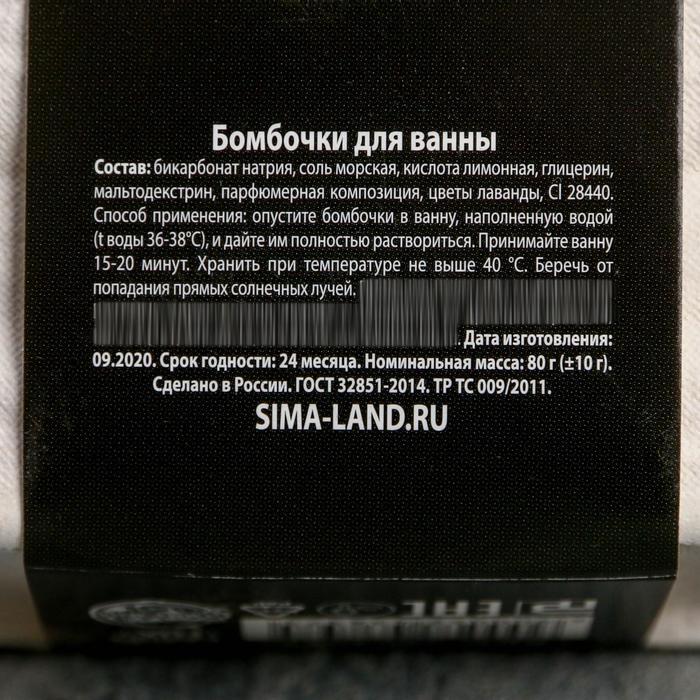 Бомбочки для ванны
Состав: бикарбонат натрия, соль морская, кислота лимонная, глицерин,
мальтодекстрин, парфюмерная композиция, цветы лаванды, CI 28440.
Способ применения: опустите бомбочки в ванну, наполненную водой
(t воды 36-38°C), и дайте им полностью раствориться. Принимайте ванну
15-20 минут. Хранить при температуре не выше 40 °C. Беречь от
попадания прямых солнечных лучей.
. Дата изготовления:
09.2020. Срок годности: 24 месяца. Номинальная масса: 80 г (±10 г).
Сделано в России. ГОСТ 32851-2014. ТР ТС 009/2011.
SIMA-LAND.RU
EAC